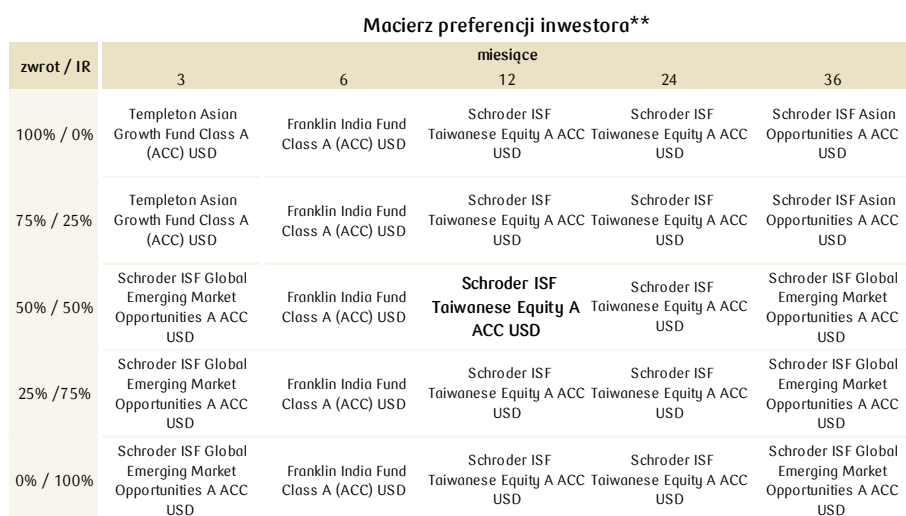 Macierz preferencji inwestora**
zwrot / IR
miesiące
3 6 12 24 36
100% / 0%
Templeton Asian
Growth Fund Class A
(ACC) USD
Franklin India Fund
Class A (ACC) USD
Schroder ISF
Taiwanese Equity A ACC
USD
Schroder ISF
Taiwanese Equity A ACC
USD
Schroder ISF Asian
Opportunities A ACC
USD
75% / 25%
Templeton Asian
Growth Fund Class A
(ACC) USD
Franklin India Fund
Class A (ACC) USD
Schroder ISF
Taiwanese Equity A ACC
USD
Schroder ISF
Taiwanese Equity A ACC
USD
Schroder ISF Asian
Opportunities A ACC
USD
50% / 50%
Schroder ISF Global
Emerging Market
Opportunities A ACC
USD
Franklin India Fund
Class A (ACC) USD
Schroder ISF
Taiwanese Equity A
ACC USD
Schroder ISF
Taiwanese Equity A ACC
USD
Schroder ISF Global
Emerging Market
Opportunities A ACC
USD
25% /75%
Schroder ISF Global
Emerging Market
Opportunities A ACC
USD
Franklin India Fund
Class A (ACC) USD
Schroder ISF
Taiwanese Equity A ACC
USD
Schroder ISF
Taiwanese Equity A ACC
USD
Schroder ISF Global
Emerging Market
Opportunities A ACC
USD
0% / 100%
Schroder ISF Global
Emerging Market
Opportunities A ACC
USD
Franklin India Fund
Class A (ACC) USD
Schroder ISF
Taiwanese Equity A ACC
USD
Schroder ISF
Taiwanese Equity A ACC
USD
Schroder ISF Global
Emerging Market
Opportunities A ACC
USD